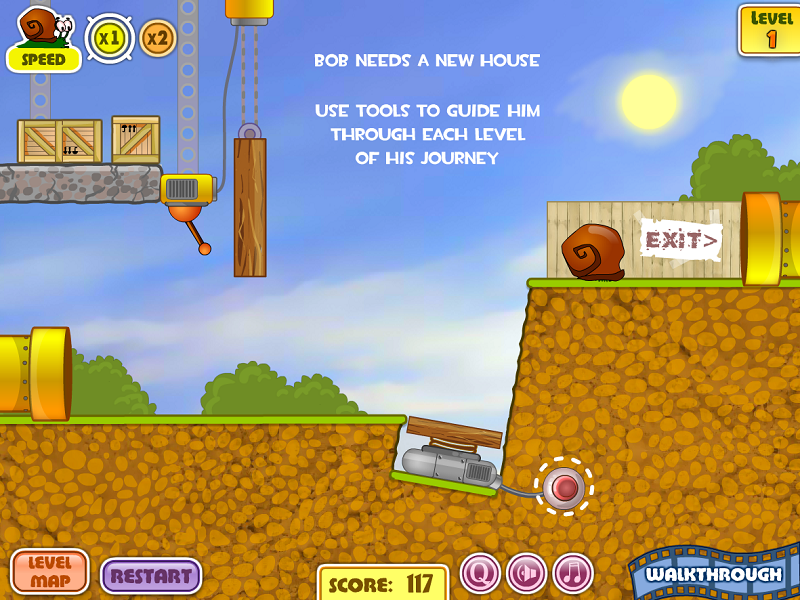 SPEED
x1
x2
LEVEL
1
BOB NEEDS A NEW HOUSE
USE TOOLS TO GUIDE HIM
THROUGH EACH LEVEL
OF HIS JOURNEY
EXIT>
LEVEL
MAP
RESTART
SCORE: 117
Q
WALKTHROUGH